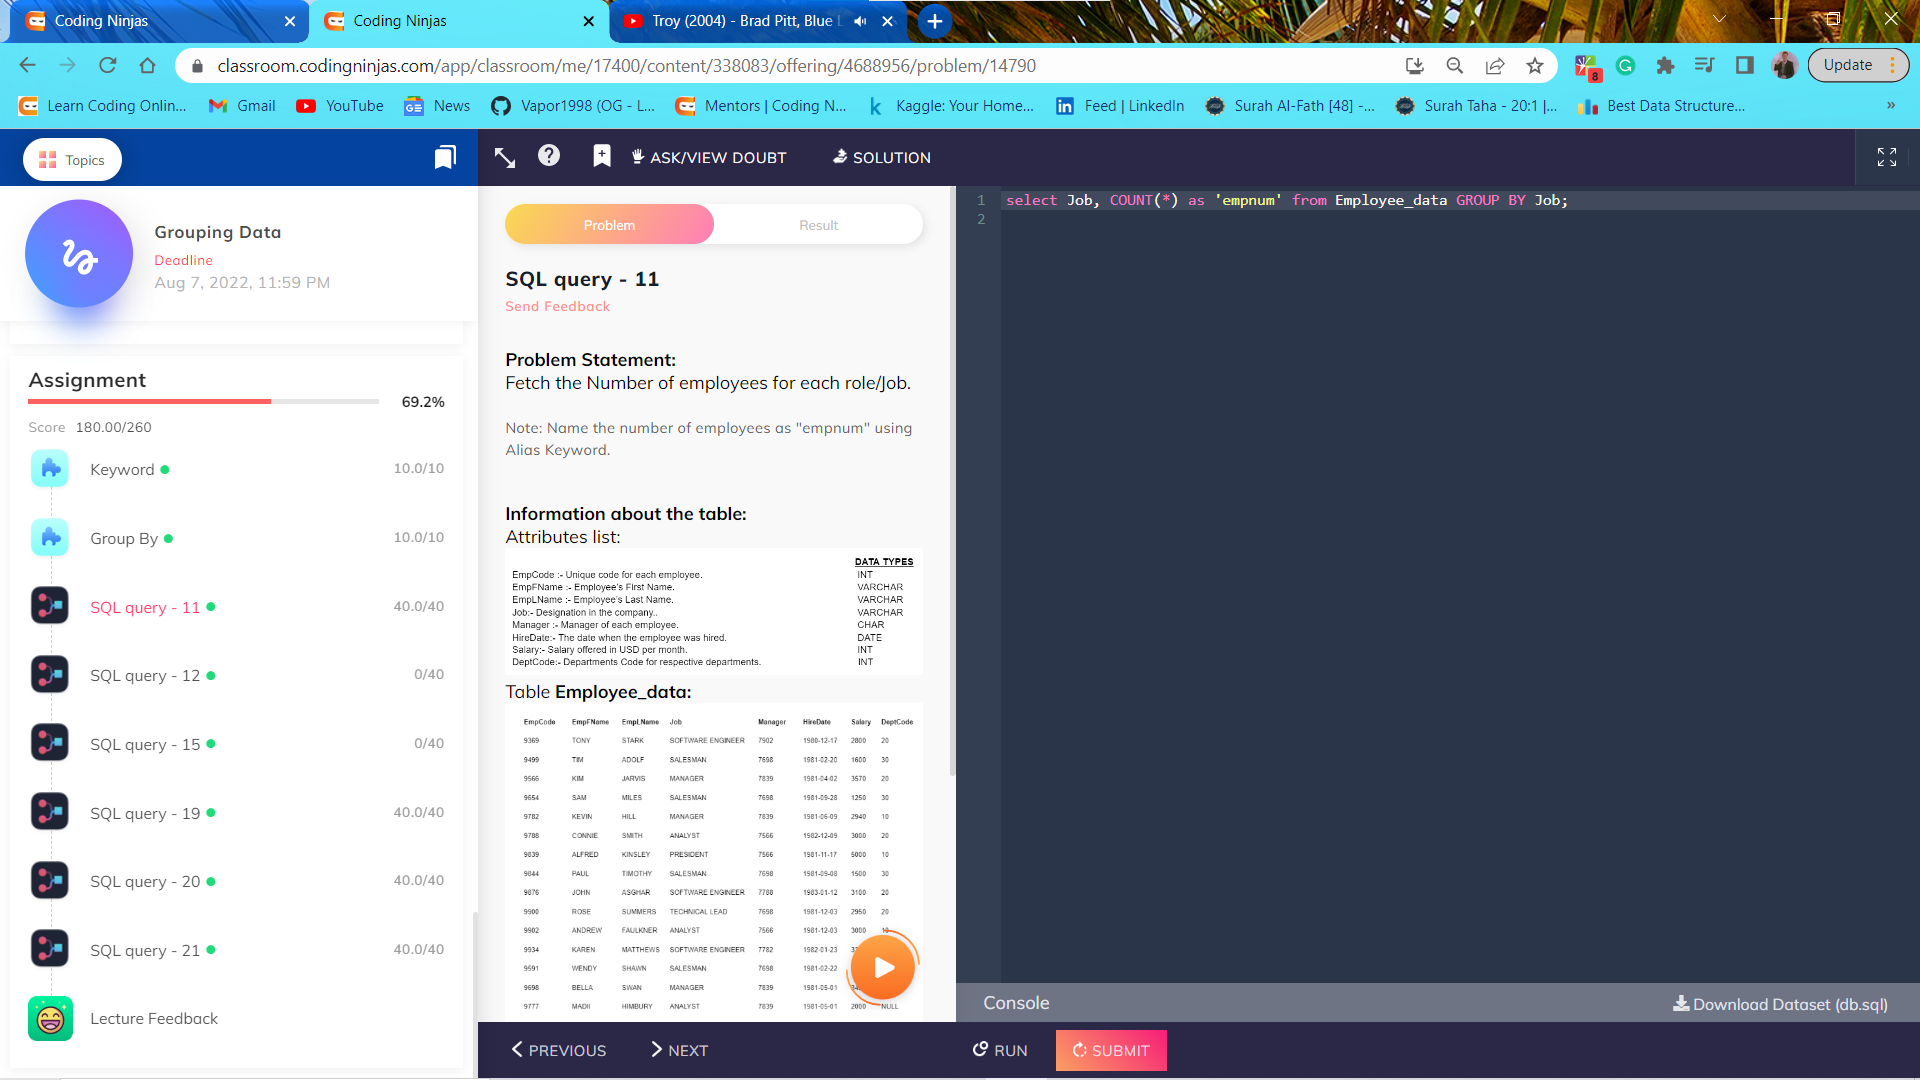 Coding Ninjas
Coding Ninjas
Troy (2004) - Brad Pitt, Blue
classroom.codingninjas.com/app/classroom/me/17400/content/338083/offering/4688956/problem/14790
8
Update
Learn Coding Onlin...
Gmail
YouTube
News
Vapor1998 (OG - L...
Mentors | Coding N...
Kaggle: Your Home...
Feed | LinkedIn
Surah Al-Fath [48] -...
Surah Taha - 20:1 |...
Best Data Structure...
»
Topics
ASK/VIEW DOUBT
SOLUTION
Grouping Data
Deadline
Aug 7, 2022, 11:59 PM
Assignment
69.2%
Score 180.00/260
Keyword 10.0/10
Group By 10.0/10
SQL query - 11 40.0/40
SQL query - 12 0/40
SQL query - 15 0/40
SQL query - 19 40.0/40
SQL query - 20 40.0/40
SQL query - 21 40.0/40
Lecture Feedback
Problem Result
SQL query - 11
Send Feedback
Problem Statement:
Fetch the Number of employees for each role/Job.
Note: Name the number of employees as "empnum" using
Alias Keyword.
Information about the table:
Attributes list:
DATA TYPES
EmpCode :- Unique code for each employee. INT
EmpFName :- Employee's First Name. VARCHAR
EmpLName :- Employee's Last Name. VARCHAR
Job:- Designation in the company.. VARCHAR
Manager :- Manager of each employee. CHAR
HireDate:- The date when the employee was hired. DATE
Salary:- Salary offered in USD per month. INT
DeptCode:- Departments Code for respective departments. INT
Table Employee_data:
EmpCode EmpFName EmpLName Job Manager HireDate Salary DeptCode
9369 TONY STARK SOFTWARE ENGINEER 7902 1980-12-17 2800 20
9499 TIM ADOLF SALESMAN 7698 1981-02-20 1600 30
9566 KIM JARVIS MANAGER 7839 1981-04-02 3570 20
9654 SAM MILES SALESMAN 7698 1981-09-28 1250 30
9782 KEVIN HILL MANAGER 7839 1981-06-09 2940 10
9788 CONNIE SMITH ANALYST 7566 1982-12-09 3000 20
9839 ALFRED KINSLEY PRESIDENT 7566 1981-11-17 5000 10
9844 PAUL TIMOTHY SALESMAN 7698 1981-09-08 1500 30
9876 JOHN ASGHAR SOFTWARE ENGINEER 7788 1983-01-12 3100 20
9900 ROSE SUMMERS TECHNICAL LEAD 7698 1981-12-03 2950 20
9902 ANDREW FAULKNER ANALYST 7566 1981-12-03 3000 10
9934 KAREN MATTHEWS SOFTWARE ENGINEER 7782 1982-01-23
9591 WENDY SHAWN SALESMAN 7698 1981-02-22
9698 BELLA SWAN MANAGER 7839 1981-05-01
9777 MADII HIMBURY ANALYST 7839 1981-05-01 2000 NULL
1 select Job, COUNT(*) as 'empnum' from Employee_data GROUP BY Job;
2
Console
Download Dataset (db.sql)
PREVIOUS
NEXT
RUN
SUBMIT